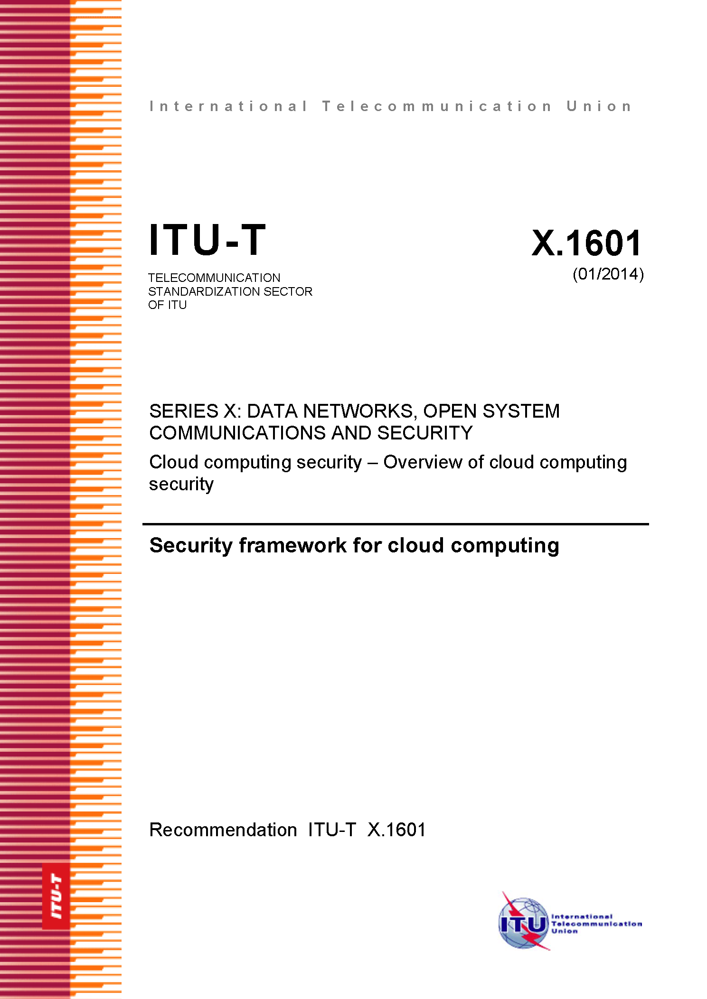 International Telecommunication Union
ITU-T
X.1601
TELECOMMUNICATION
STANDARDIZATION SECTOR
OF ITU
(01/2014)
SERIES X: DATA NETWORKS, OPEN SYSTEM
COMMUNICATIONS AND SECURITY
Cloud computing security – Overview of cloud computing
security
Security framework for cloud computing
Recommendation ITU-T X.1601
ITU-T
ITU
International
Telecommunication
Union